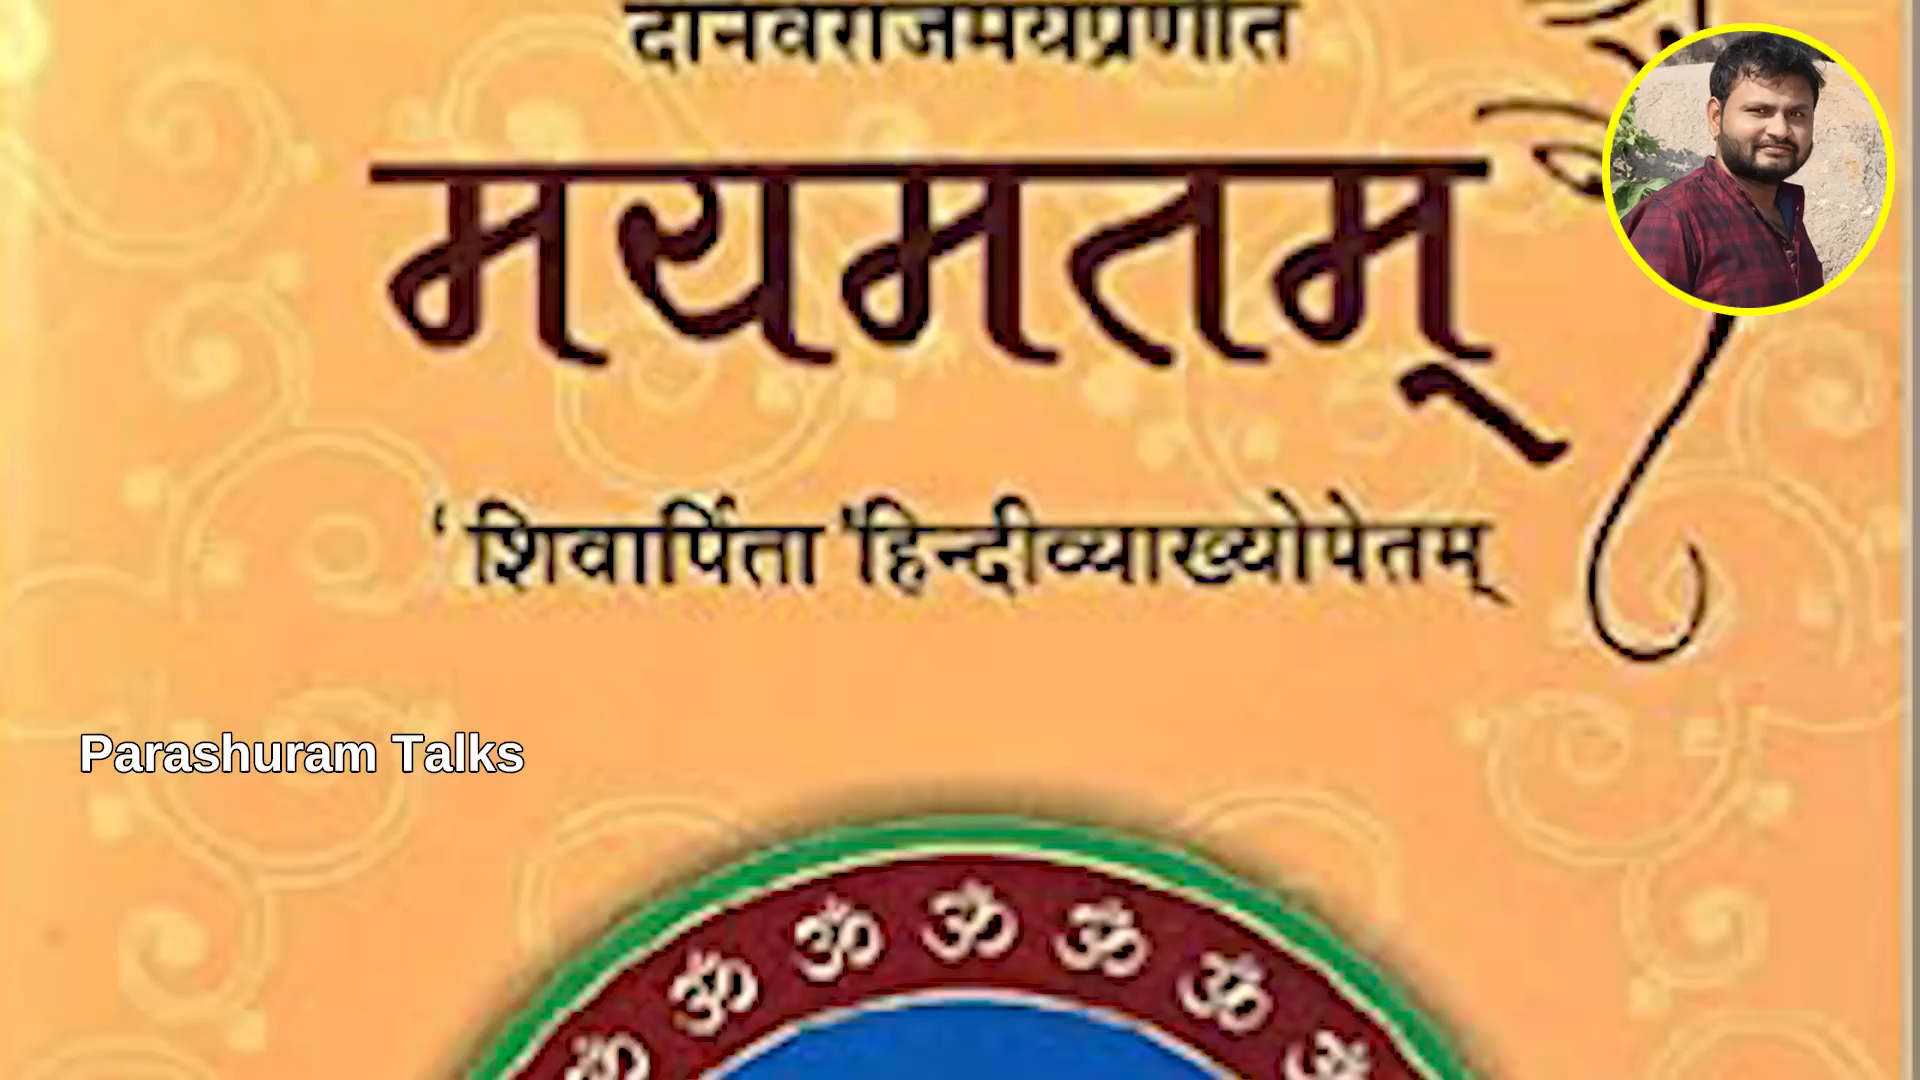 दानवराजमयप्रणीतं
मयमतम्
‘शिवार्पिता’हिन्दीव्याख्योपेतम्
Parashuram Talks
ॐ ॐ ॐ ॐ ॐ ॐ ॐ